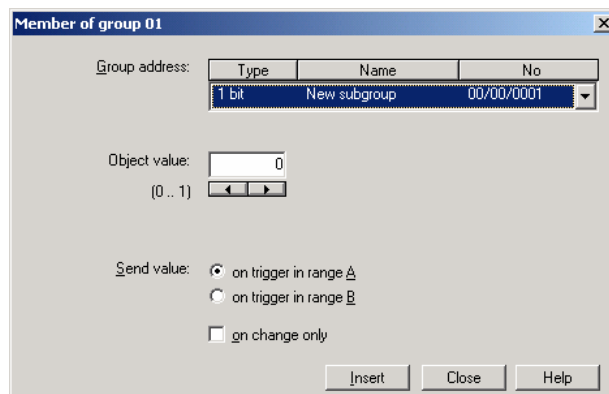 Member of group 01
Group address:
Type Name No
1 bit New subgroup 00/00/0001
Object value: 0
(0 .. 1)
Send value: on trigger in range A
on trigger in range B
on change only
Insert Close Help